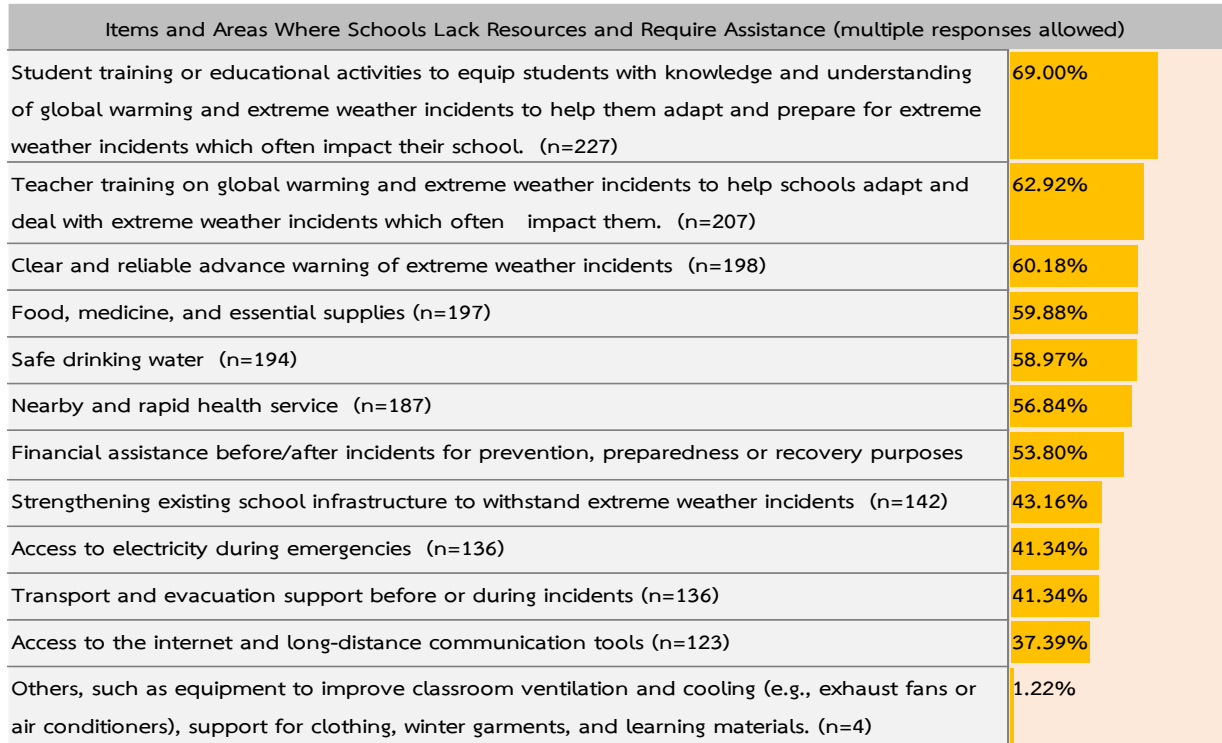 Items and Areas Where Schools Lack Resources and Require Assistance (multiple responses allowed)
Student training or educational activities to equip students with knowledge and understanding
of global warming and extreme weather incidents to help them adapt and prepare for extreme
weather incidents which often impact their school. (n=227)
69.00%
Teacher training on global warming and extreme weather incidents to help schools adapt and
deal with extreme weather incidents which often impact them. (n=207)
62.92%
Clear and reliable advance warning of extreme weather incidents (n=198)
60.18%
Food, medicine, and essential supplies (n=197)
59.88%
Safe drinking water (n=194)
58.97%
Nearby and rapid health service (n=187)
56.84%
Financial assistance before/after incidents for prevention, preparedness or recovery purposes
53.80%
Strengthening existing school infrastructure to withstand extreme weather incidents (n=142)
43.16%
Access to electricity during emergencies (n=136)
41.34%
Transport and evacuation support before or during incidents (n=136)
41.34%
Access to the internet and long-distance communication tools (n=123)
37.39%
Others, such as equipment to improve classroom ventilation and cooling (e.g., exhaust fans or
air conditioners), support for clothing, winter garments, and learning materials. (n=4)
1.22%